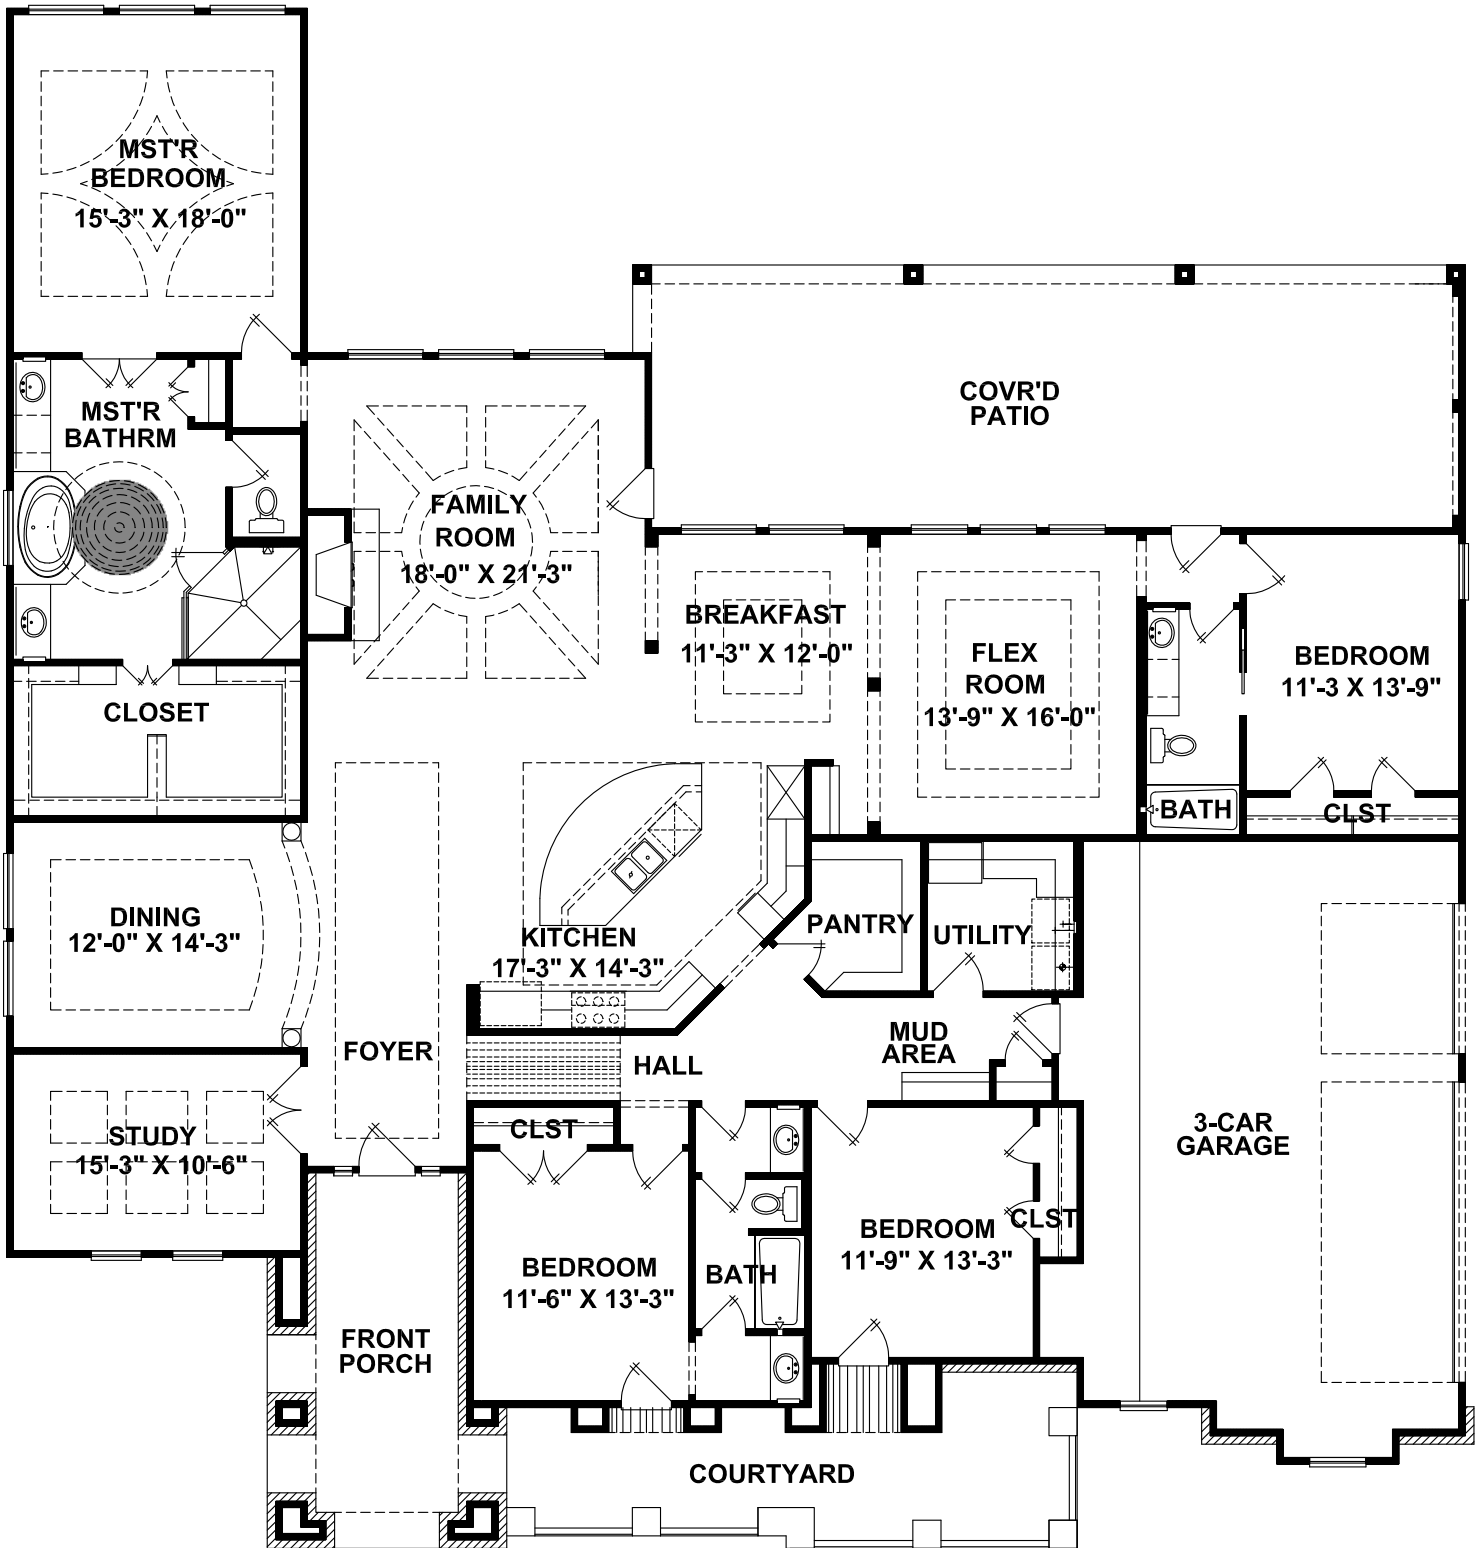 MST'R
BEDROOM
15'-3" X 18'-0"
MST'R
BATHRM
COVR'D
PATIO
FAMILY
ROOM
18'-0" X 21'-3"
BREAKFAST
11'-3" X 12'-0"
FLEX
ROOM
13'-9" X 16'-0"
BEDROOM
11'-3 X 13'-9"
CLOSET
BATH
CLST
DINING
12'-0" X 14'-3"
KITCHEN
17'-3" X 14'-3"
PANTRY
UTILITY
FOYER
HALL
MUD
AREA
STUDY
15'-3" X 10'-6"
CLST
3-CAR
GARAGE
BEDROOM
11'-6" X 13'-3"
BATH
BEDROOM
11'-9" X 13'-3"
CLST
FRONT
PORCH
COURTYARD